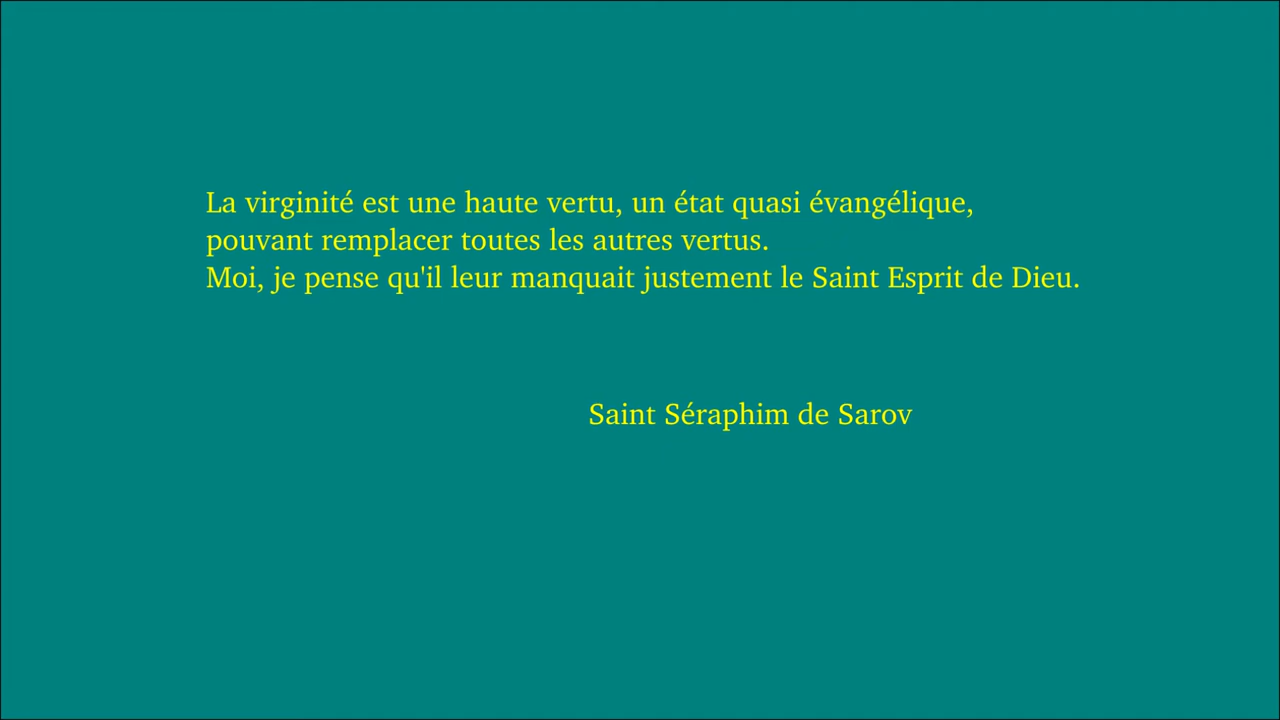 La virginité est une haute vertu, un état quasi évangélique,
pouvant remplacer toutes les autres vertus.
Moi, je pense qu'il leur manquait justement le Saint Esprit de Dieu.
Saint Séraphim de Sarov